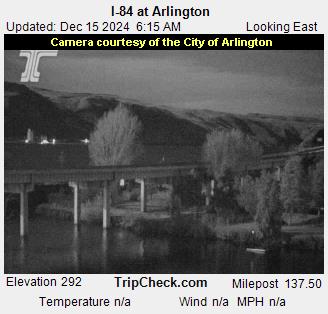 I-84 at Arlington
Updated: Dec 15 2024 6:15 AM Looking East
Camera courtesy of the City of Arlington
Elevation 292 TripCheck.com Milepost 137.50
Temperature n/a Wind n/a MPH n/a